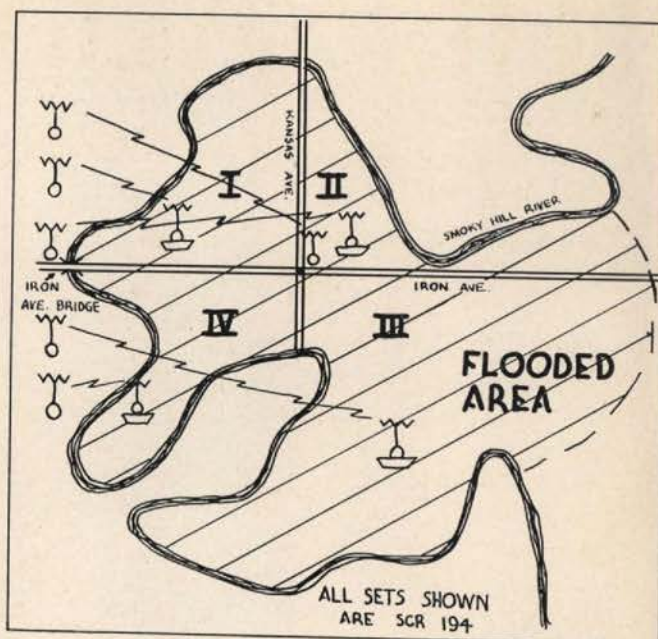 KANSAS AVE.
I
II
SMOKY HILL RIVER
IRON
AVE. BRIDGE
IRON AVE.
IV
III
FLOODED
AREA
ALL SETS SHOWN
ARE SCR 194